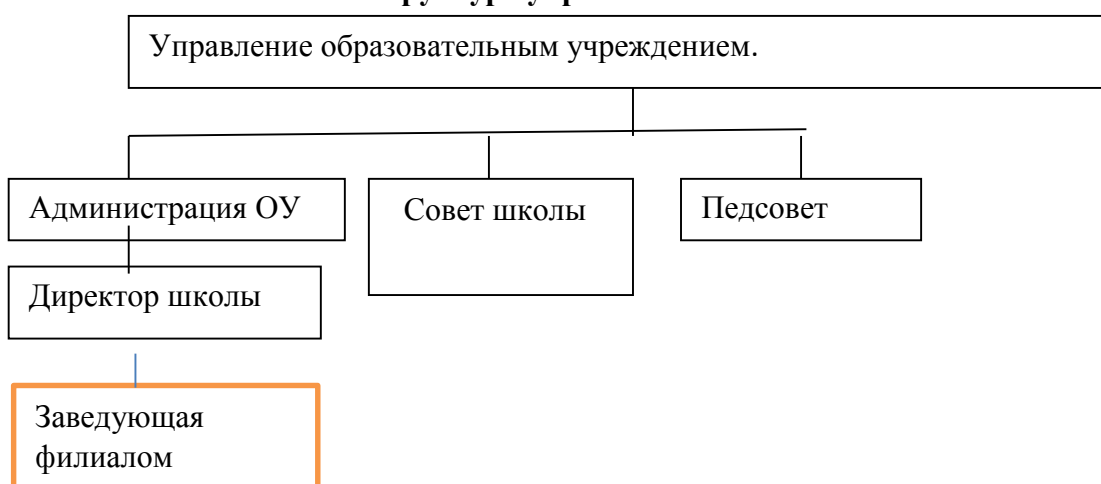 Управление образовательным учреждением.
Администрация ОУ
Совет школы
Педсовет
Директор школы
Заведующая
филиалом